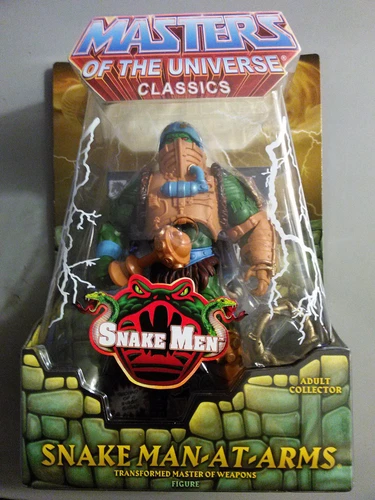 MASTERS
OF THE UNIVERSE
CLASSICS
SNAKE MEN
ADULT
COLLECTOR
SNAKE MAN-AT-ARMS
TRANSFORMED MASTER OF WEAPONS
FIGURE